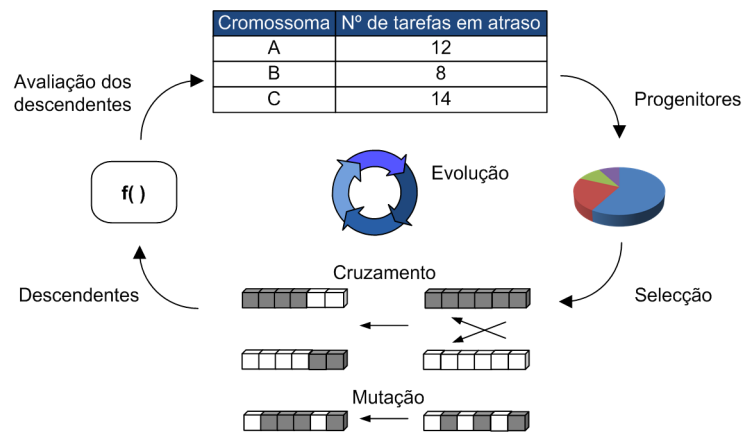 Cromossoma Nº de tarefas em atraso
A 12
B 8
C 14
Avaliação dos
descendentes
Progenitores
Evolução
f( )
Cruzamento
Descendentes
Selecção
Mutação